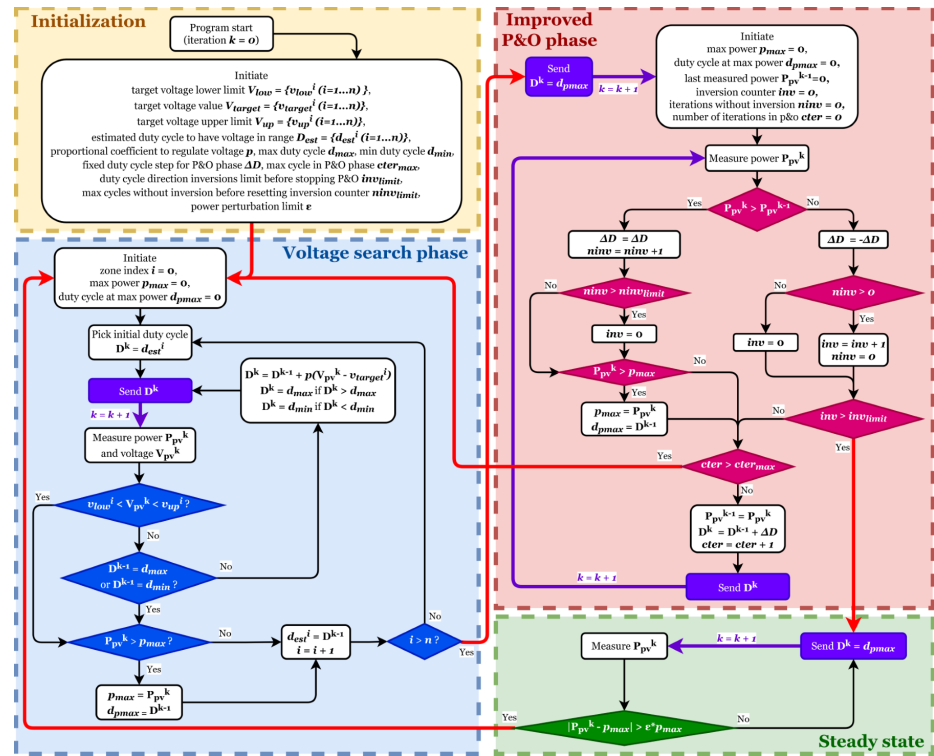 Initialization
Program start
(iteration k = 0)
Initiate
target voltage lower limit V_low = {v_low^i (i=1...n) },
target voltage value V_target = {v_target^i (i=1...n)},
target voltage upper limit V_up = {v_up^i (i=1...n)},
estimated duty cycle to have voltage in range D_est = {d_est^i (i=1...n)},
proportional coefficient to regulate voltage p, max duty cycle d_max, min duty cycle d_min,
fixed duty cycle step for P&O phase ΔD, max cycle in P&O phase cter_max,
duty cycle direction inversions limit before stopping P&O inv_limit,
max cycles without inversion before resetting inversion counter ninv_limit,
power perturbation limit ε
Voltage search phase
Initiate
zone index i = 0,
max power p_max = 0,
duty cycle at max power d_pmax = 0
Pick initial duty cycle
D^k = d_est^i
Send D^k
k = k + 1
Measure power P_pv^k
and voltage V_pv^k
D^k = D^k-1 + p(V_pv^k - v_target^i)
D^k = d_max if D^k > d_max
D^k = d_min if D^k < d_min
Yes
v_low^i < V_pv^k < v_up^i ?
No
D^k-1 = d_max
or D^k-1 = d_min ?
No
Yes
P_pv^k > p_max ?
No
Yes
p_max = P_pv^k
d_pmax = D^k-1
d_est^i = D^k-1
i = i + 1
No
i > n ?
Yes
Improved
P&O phase
Send
D^k = d_pmax
k = k + 1
Initiate
max power p_max = 0,
duty cycle at max power d_pmax = 0,
last measured power P_pv^k-1=0,
inversion counter inv = 0,
iterations without inversion ninv = 0,
number of iterations in p&o cter = 0
Measure power P_pv^k
P_pv^k > P_pv^k-1
Yes
No
ΔD = ΔD
ninv = ninv +1
ΔD = -ΔD
No
ninv > ninv_limit
Yes
inv = 0
No
ninv > 0
Yes
inv = 0
inv = inv + 1
ninv = 0
P_pv^k > p_max
Yes
p_max = P_pv^k
d_pmax = D^k-1
No
No
inv > inv_limit
Yes
Yes
cter > cter_max
No
P_pv^k-1 = P_pv^k
D^k = D^k-1 + ΔD
cter = cter + 1
k = k + 1
Send D^k
Measure P_pv^k
k = k + 1
Send D^k = d_pmax
Yes
|P_pv^k - p_max| > ε*p_max
No
Steady state